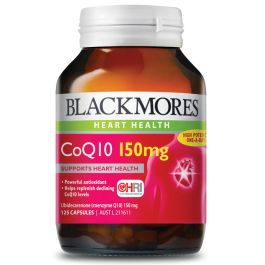 BLACKMORES
HEART HEALTH
HIGH POTENCY
ONE-A-DAY
CoQ10 150mg
SUPPORTS HEART HEALTH
• Powerful antioxidant
• Helps replenish declining
CoQ10 levels
HRI
Ubidecarenone (coenzyme Q10) 150 mg
125 CAPSULES | AUST L 211611